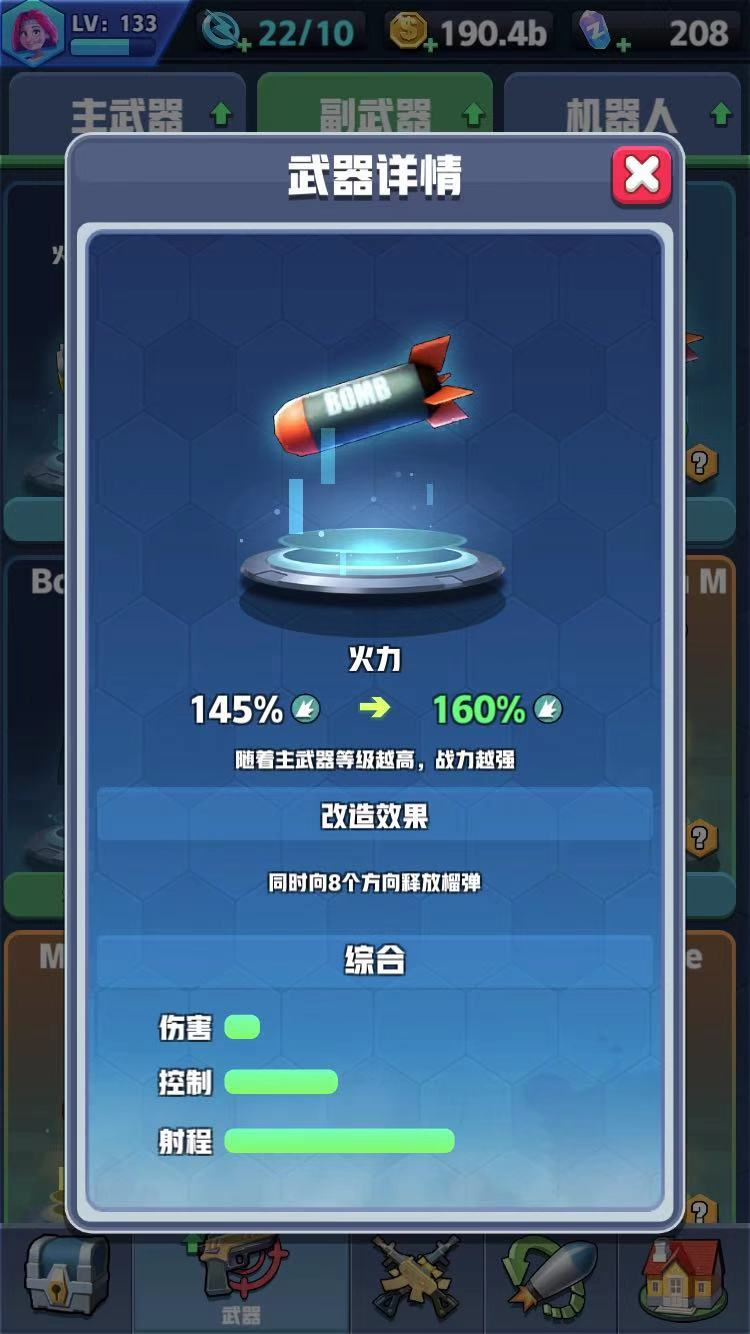 LV: 133
22/10
190.4b
208
主武器
副武器
机器人
武器详情
BOMB
火力
145% 160%
随着主武器等级越高，战力越强
改造效果
同时向8个方向释放榴弹
综合
伤害
控制
射程
?
?
?
M
M
e
武器